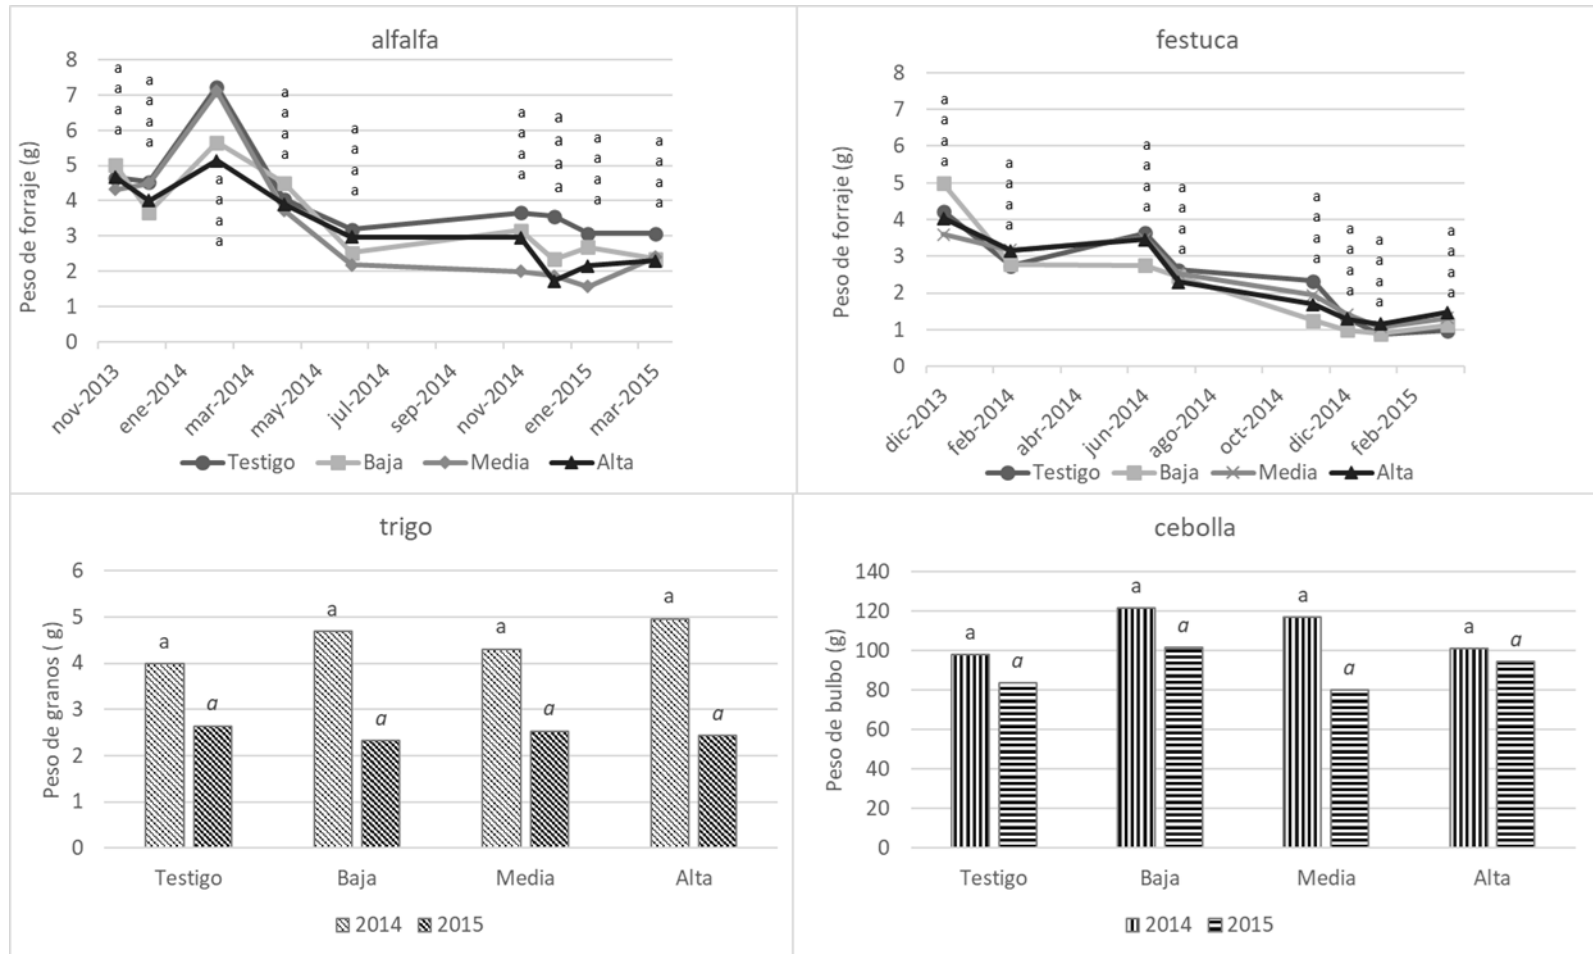 alfalfa
Peso de forraje (g)
8
7
6
5
4
3
2
1
0
a a a a a a a a a
a a a a a a a a a
a a a a a a a a a
a a a a a a a a a
nov-2013 ene-2014 mar-2014 may-2014 jul-2014 sep-2014 nov-2014 ene-2015 mar-2015
Testigo Baja Media Alta
festuca
Peso de forraje (g)
8
7
6
5
4
3
2
1
0
a a a a a a a a
a a a a a a a a
a a a a a a a a
a a a a a a a a
dic-2013 feb-2014 abr-2014 jun-2014 ago-2014 oct-2014 dic-2014 feb-2015
Testigo Baja Media Alta
trigo
Peso de granos ( g)
6
5
4
3
2
1
0
a a a a a a a a
Testigo Baja Media Alta
2014 2015
cebolla
Peso de bulbo (g)
140
120
100
80
60
40
20
0
a a a a a a a a
Testigo Baja Media Alta
2014 2015